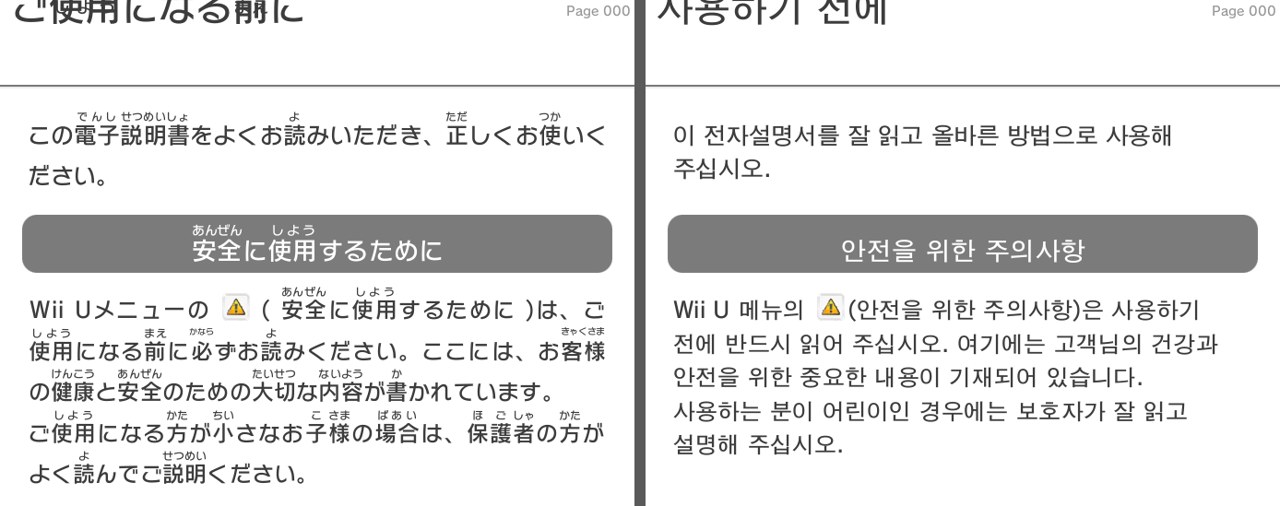 ご使用になる前に
Page 000
この電子説明書をよくお読みいただき、正しくお使いく
ださい。
安全に使用するために
Wii Uメニューの ( 安全に使用するために )は、ご
使用になる前に必ずお読みください。ここには、お客様
の健康と安全のための大切な内容が書かれています。
ご使用になる方が小さなお子様の場合は、保護者の方が
よく読んでご説明ください。
사용하기 전에
Page 000
이 전자설명서를 잘 읽고 올바른 방법으로 사용해
주십시오.
안전을 위한 주의사항
Wii U 메뉴의 (안전을 위한 주의사항)은 사용하기
전에 반드시 읽어 주십시오. 여기에는 고객님의 건강과
안전을 위한 중요한 내용이 기재되어 있습니다.
사용하는 분이 어린이인 경우에는 보호자가 잘 읽고
설명해 주십시오.